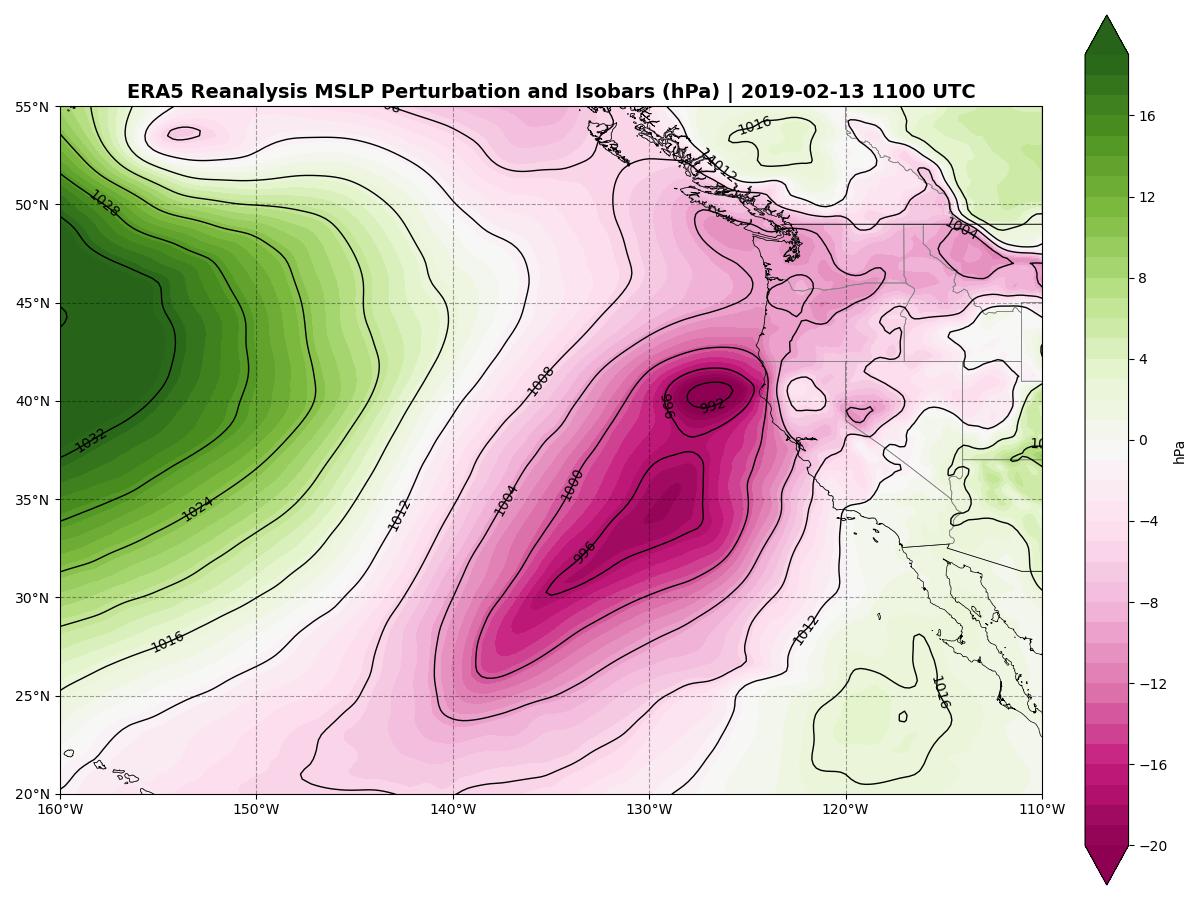 ERA5 Reanalysis MSLP Perturbation and Isobars (hPa) | 2019-02-13 1100 UTC
55°N
50°N
45°N
40°N
35°N
30°N
25°N
20°N
160°W
150°W
140°W
130°W
120°W
110°W
1016
1012
1028
1004
1008
996
992
1032
1000
1004
1024
1012
996
1012
1016
1016
16
12
8
4
0
−4
−8
−12
−16
−20
hPa